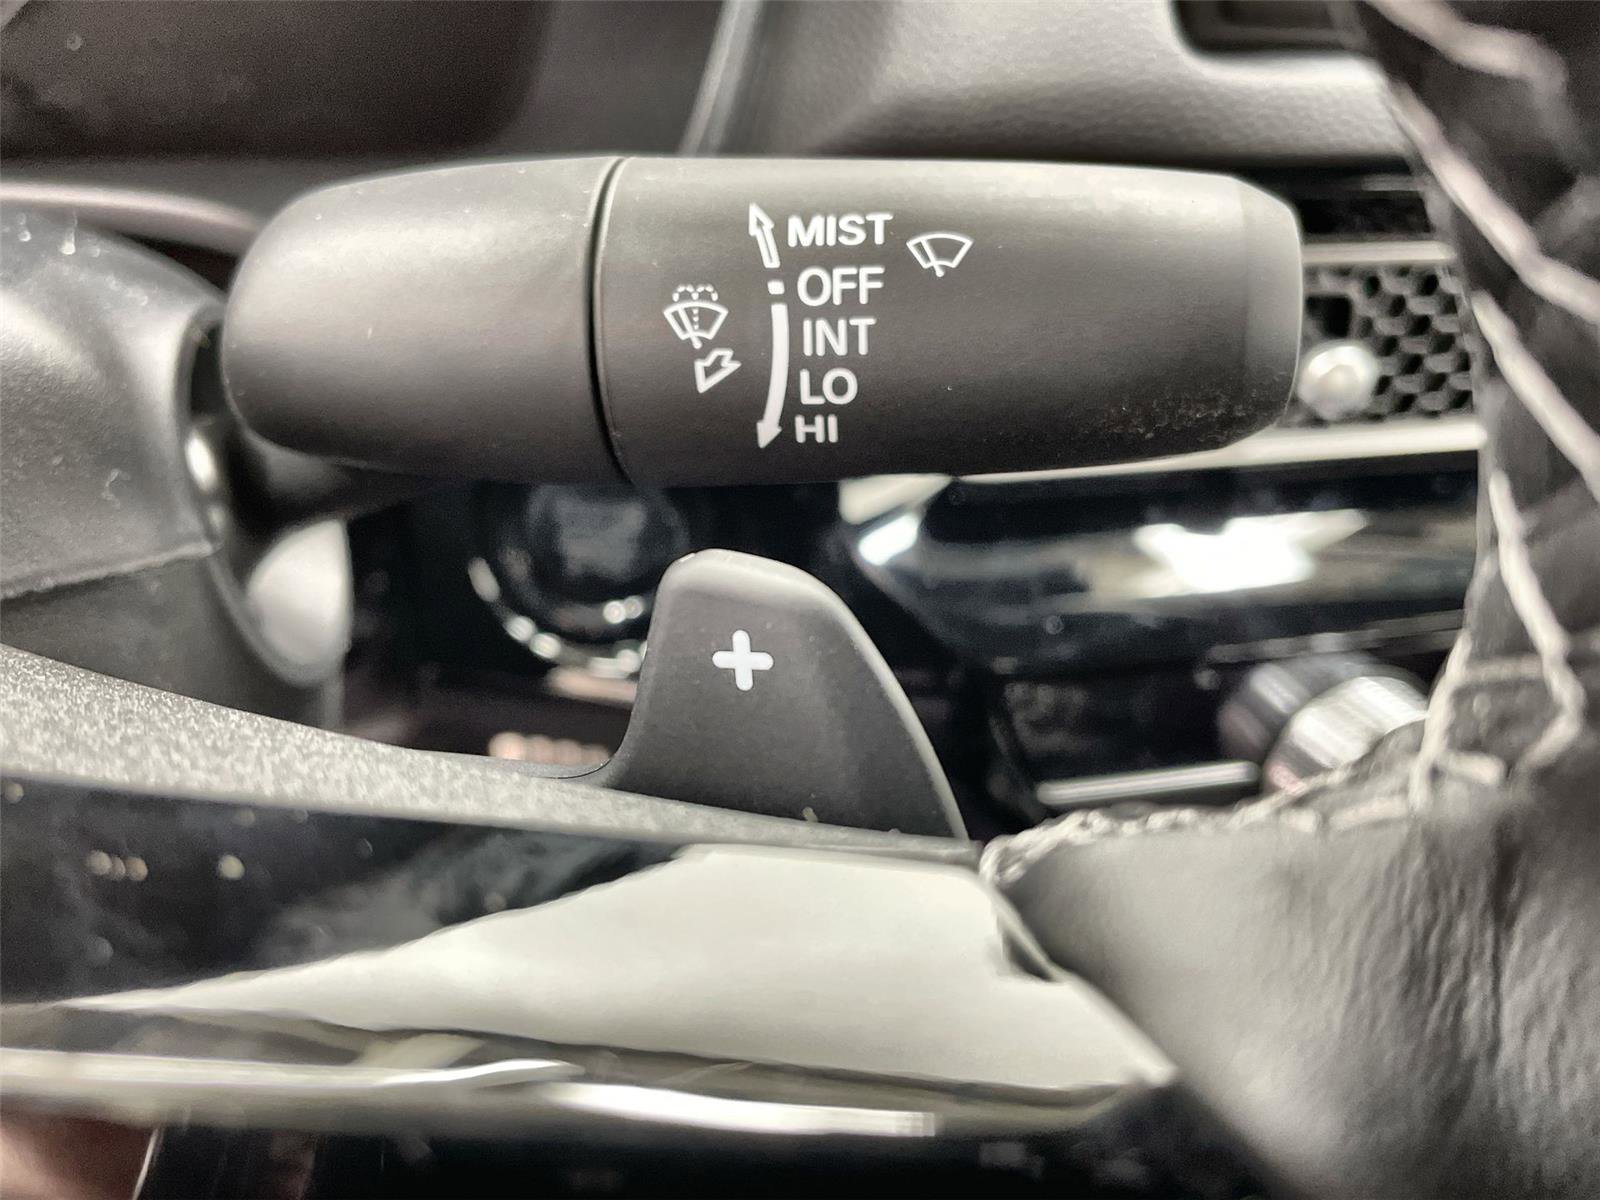 MIST
OFF
INT
LO
HI
+